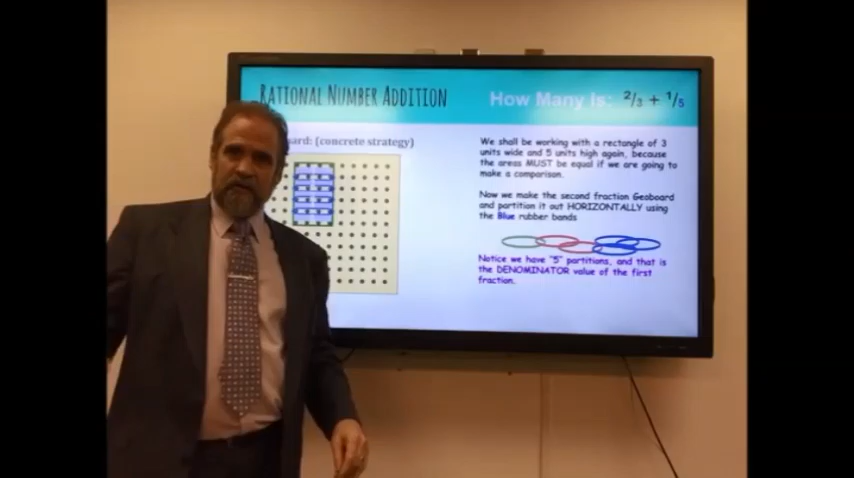 Rational Number Addition
How Many Is: 2/3 + 1/5
(concrete strategy)
We shall be working with a rectangle of 3
units wide and 5 units high again, because
the areas MUST be equal if we are going to
make a comparison.
Now we make the second fraction Geoboard
and partition it out HORIZONTALLY using
the Blue rubber bands
Notice we have "5" partitions, and that is
the DENOMINATOR value of the first
fraction.